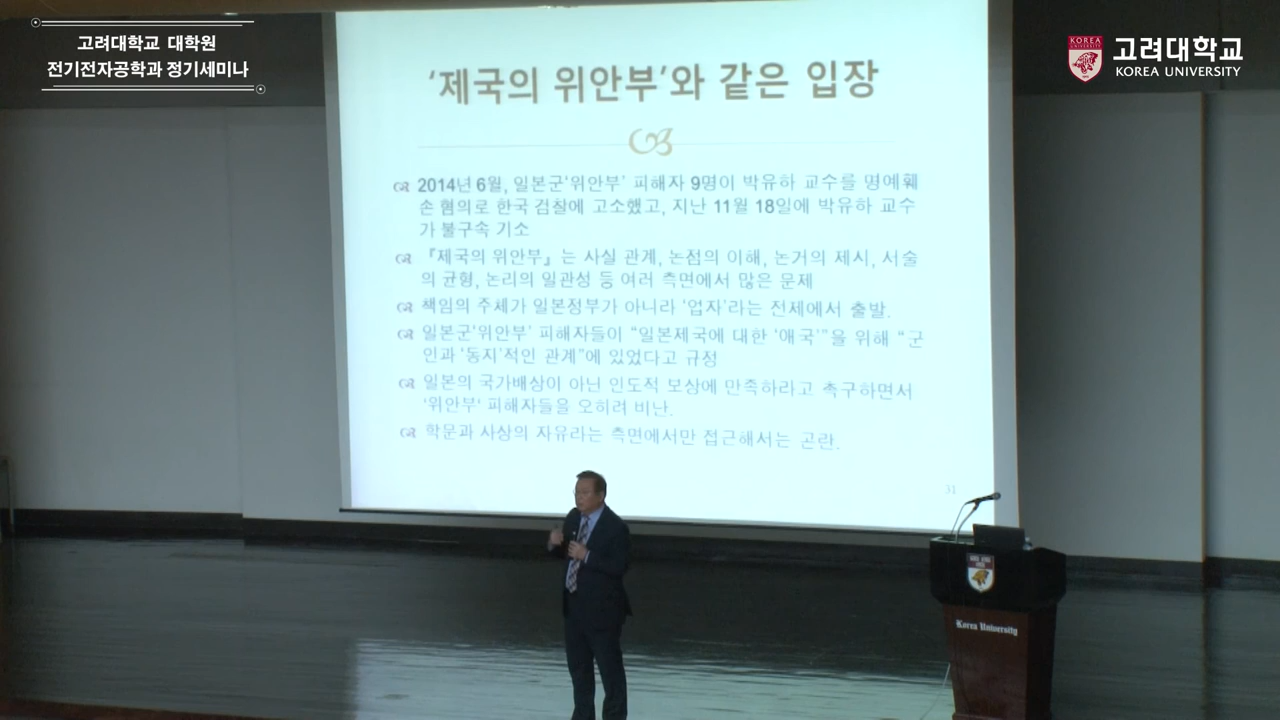 고려대학교 대학원
전기전자공학과 정기세미나
KOREA
고려대학교
KOREA UNIVERSITY
‘제국의 위안부’와 같은 입장
2014년 6월, 일본군‘위안부’ 피해자 9명이 박유하 교수를 명예훼
손 혐의로 한국 검찰에 고소했고, 지난 11월 18일에 박유하 교수
가 불구속 기소
『제국의 위안부』는 사실 관계, 논점의 이해, 논거의 제시, 서술
의 균형, 논리의 일관성 등 여러 측면에서 많은 문제
책임의 주체가 일본정부가 아니라 ‘업자’라는 전제에서 출발.
일본군‘위안부’ 피해자들이 “일본제국에 대한 ‘애국’”을 위해 “군
인과 ‘동지’적인 관계”에 있었다고 규정
일본의 국가배상이 아닌 인도적 보상에 만족하라고 촉구하면서
‘위안부‘ 피해자들을 오히려 비난.
학문과 사상의 자유라는 측면에서만 접근해서는 곤란.
31
Korea University